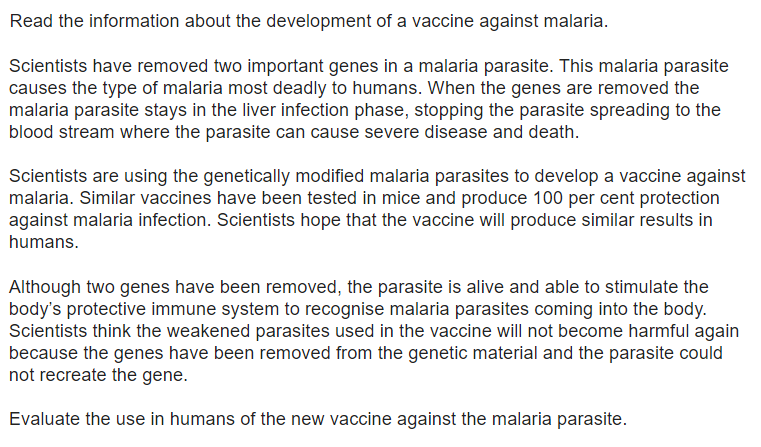 Read the information about the development of a vaccine against malaria.
Scientists have removed two important genes in a malaria parasite. This malaria parasite
causes the type of malaria most deadly to humans. When the genes are removed the
malaria parasite stays in the liver infection phase, stopping the parasite spreading to the
blood stream where the parasite can cause severe disease and death.
Scientists are using the genetically modified malaria parasites to develop a vaccine against
malaria. Similar vaccines have been tested in mice and produce 100 per cent protection
against malaria infection. Scientists hope that the vaccine will produce similar results in
humans.
Although two genes have been removed, the parasite is alive and able to stimulate the
body's protective immune system to recognise malaria parasites coming into the body.
Scientists think the weakened parasites used in the vaccine will not become harmful again
because the genes have been removed from the genetic material and the parasite could
not recreate the gene.
Evaluate the use in humans of the new vaccine against the malaria parasite.